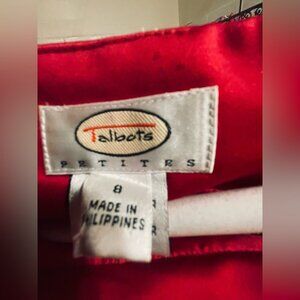 Talbots
PETITES
8
MADE IN
PHILIPPINES